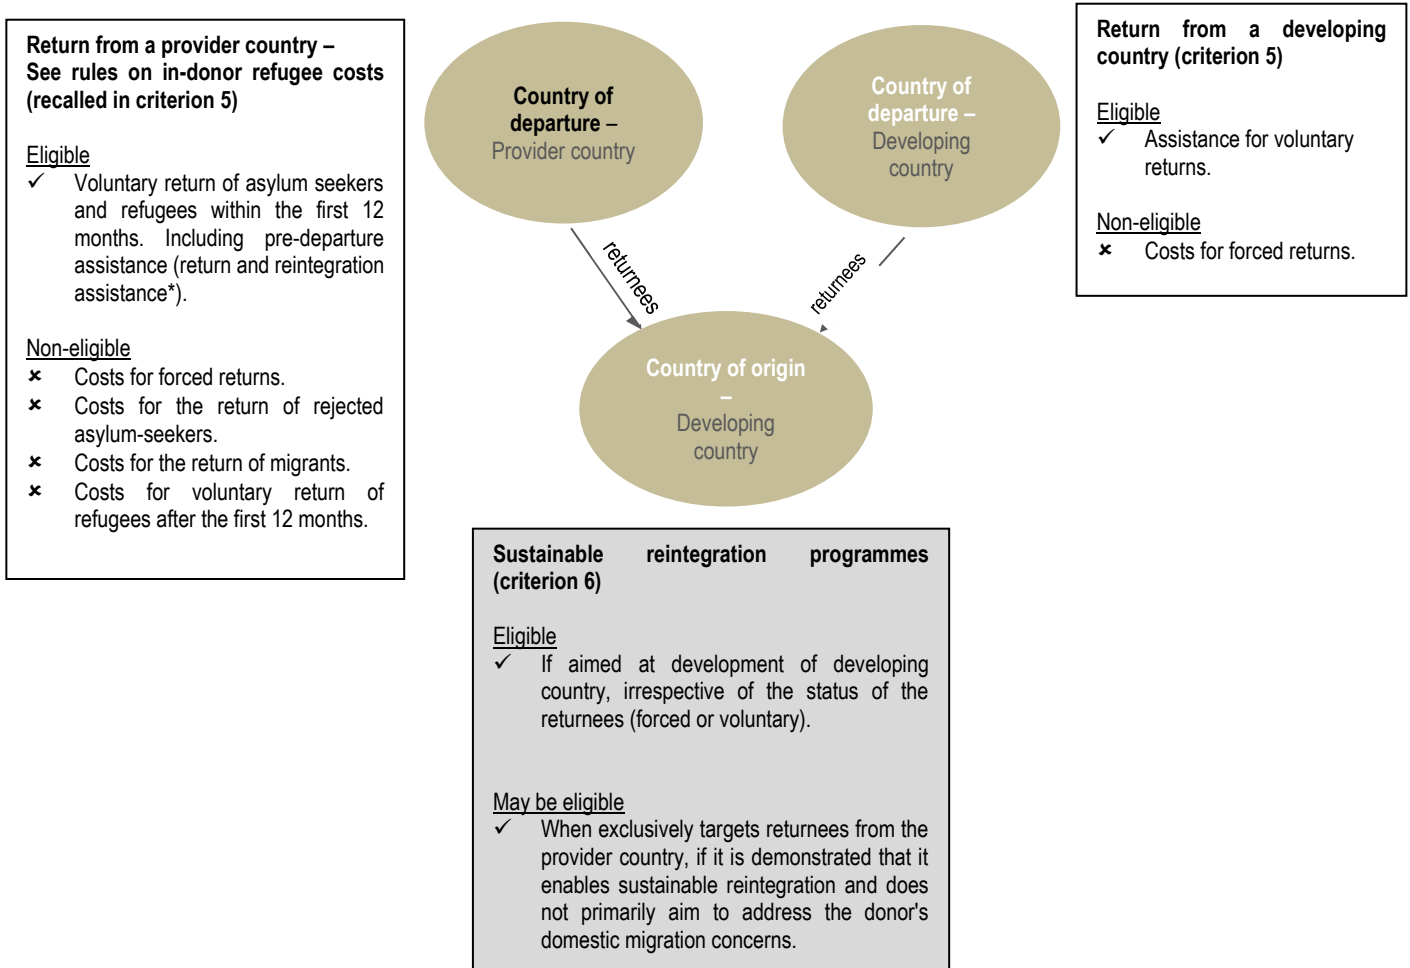 Return from a provider country –
See rules on in-donor refugee costs
(recalled in criterion 5)
Eligible
✓ Voluntary return of asylum seekers
and refugees within the first 12
months. Including pre-departure
assistance (return and reintegration
assistance*).
Non-eligible
× Costs for forced returns.
× Costs for the return of rejected
asylum-seekers.
× Costs for the return of migrants.
× Costs for voluntary return of
refugees after the first 12 months.
Country of
departure –
Provider country
Country of
departure –
Developing
country
returnees
returnees
Country of origin
–
Developing
country
Return from a developing
country (criterion 5)
Eligible
✓ Assistance for voluntary
returns.
Non-eligible
× Costs for forced returns.
Sustainable reintegration programmes
(criterion 6)
Eligible
✓ If aimed at development of developing
country, irrespective of the status of the
returnees (forced or voluntary).
May be eligible
✓ When exclusively targets returnees from the
provider country, if it is demonstrated that it
enables sustainable reintegration and does
not primarily aim to address the donor's
domestic migration concerns.